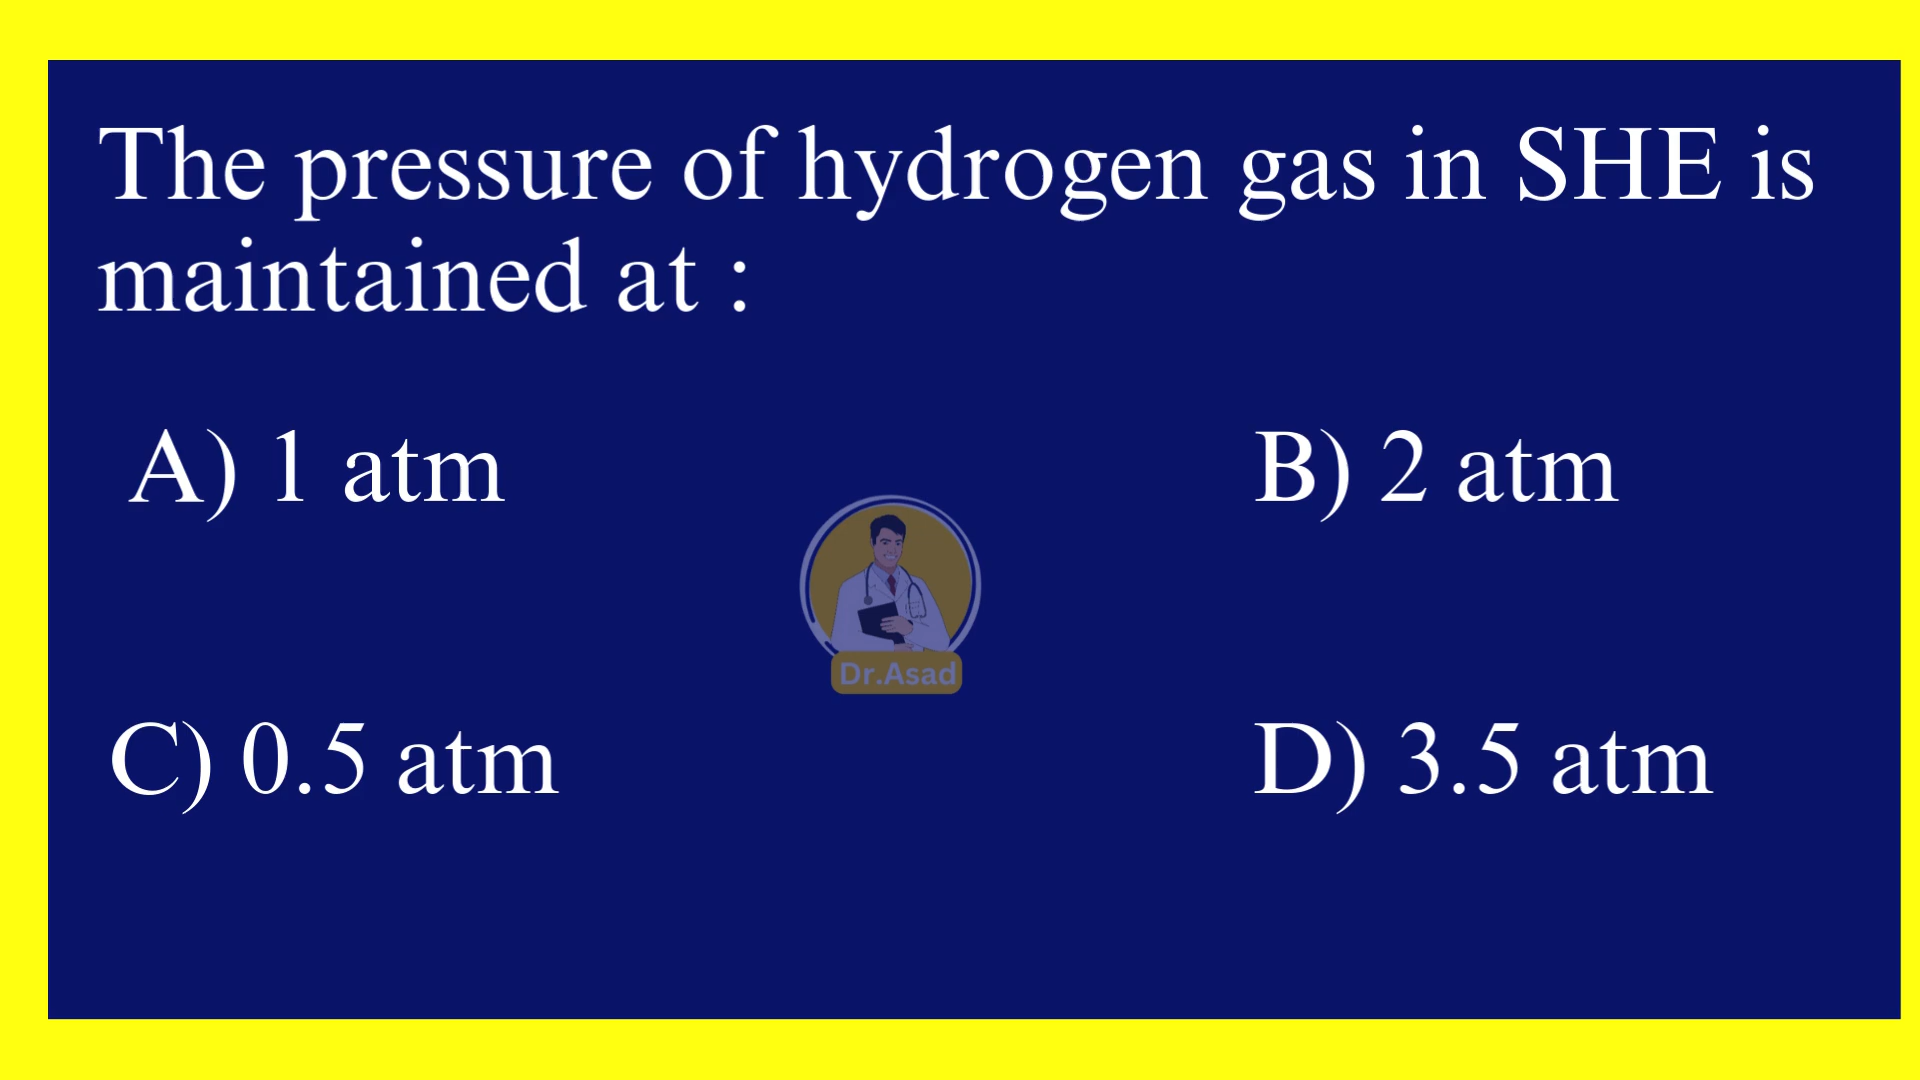 The pressure of hydrogen gas in SHE is
maintained at :
A) 1 atm
B) 2 atm
Dr.Asad
C) 0.5 atm
D) 3.5 atm